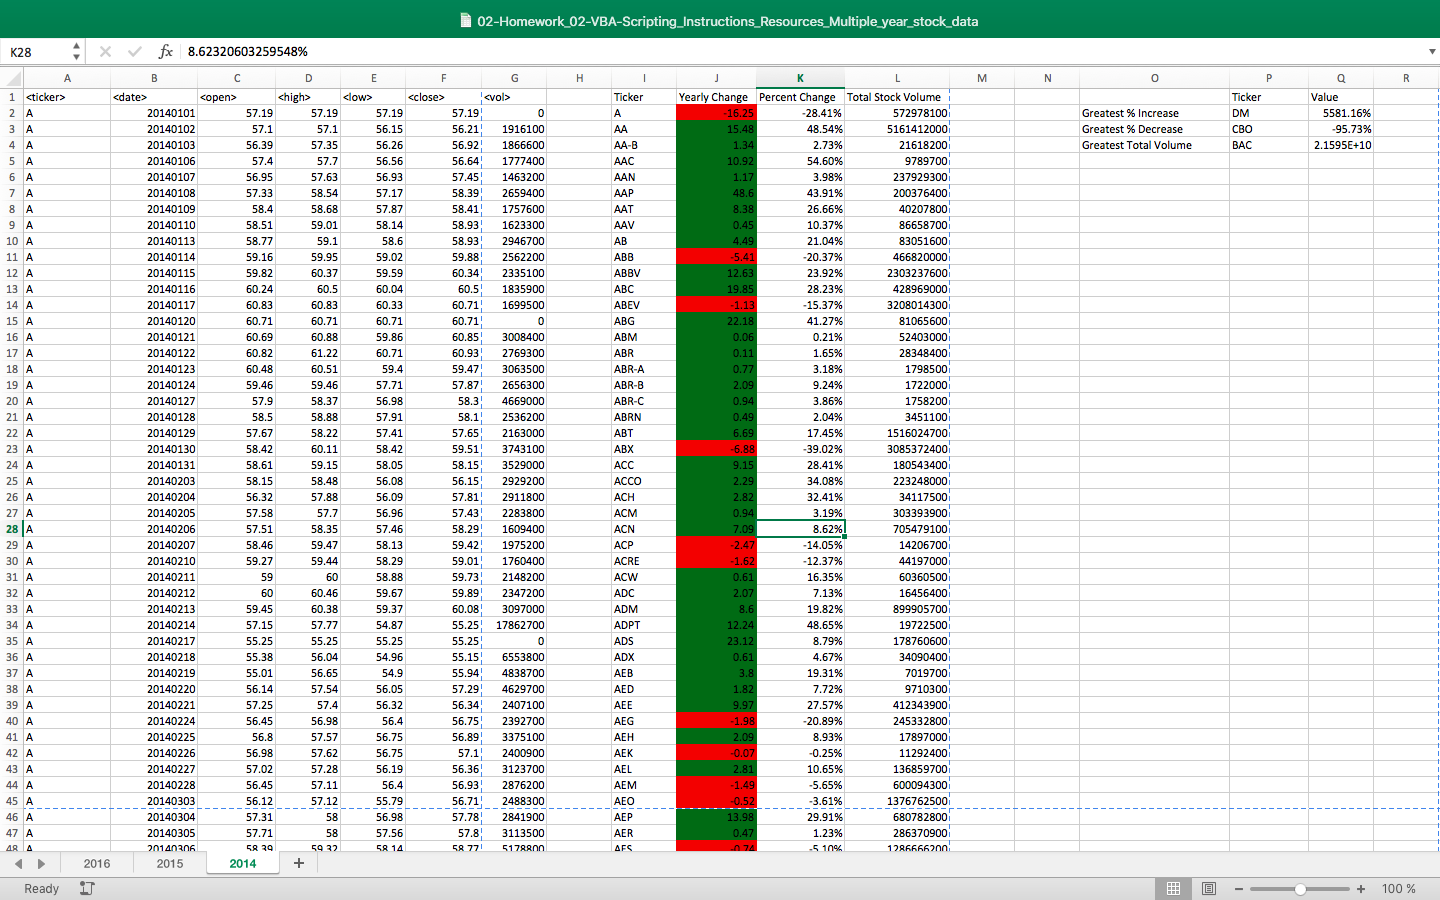 02-Homework_02-VBA-Scripting_Instructions_Resources_Multiple_year_stock_data
K28 fx 8.62320603259548%
A B C D E F G H I J K L M N O P Q R
1 <ticker> <date> <open> <high> <low> <close> <vol> Ticker Yearly Change Percent Change Total Stock Volume Ticker Value
2 A 20140101 57.19 57.19 57.19 57.19 0 A -16.25 -28.41% 572978100 Greatest % Increase DM 5581.16%
3 A 20140102 57.1 57.1 56.15 56.21 1916100 AA 15.48 48.54% 5161412000 Greatest % Decrease CBO -95.73%
4 A 20140103 56.39 57.35 56.26 56.92 1866600 AA-B 1.34 2.73% 21618200 Greatest Total Volume BAC 2.1595E+10
5 A 20140106 57.4 57.7 56.56 56.64 1777400 AAC 10.92 54.60% 9789700
6 A 20140107 56.95 57.63 56.93 57.45 1463200 AAN 1.17 3.98% 237929300
7 A 20140108 57.33 58.54 57.17 58.39 2659400 AAP 48.6 43.91% 200376400
8 A 20140109 58.4 58.68 57.87 58.41 1757600 AAT 8.38 26.66% 40207800
9 A 20140110 58.51 59.01 58.14 58.93 1623300 AAV 0.45 10.37% 86658700
10 A 20140113 58.77 59.1 58.6 58.93 2946700 AB 4.49 21.04% 83051600
11 A 20140114 59.16 59.95 59.02 59.88 2562200 ABB -5.41 -20.37% 466820000
12 A 20140115 59.82 60.37 59.59 60.34 2335100 ABBV 12.63 23.92% 2303237600
13 A 20140116 60.24 60.5 60.04 60.5 1835900 ABC 19.85 28.23% 428969000
14 A 20140117 60.83 60.83 60.33 60.71 1699500 ABEV -1.13 -15.37% 3208014300
15 A 20140120 60.71 60.71 60.71 60.71 0 ABG 22.18 41.27% 81065600
16 A 20140121 60.69 60.88 59.86 60.85 3008400 ABM 0.06 0.21% 52403000
17 A 20140122 60.82 61.22 60.71 60.93 2769300 ABR 0.11 1.65% 28348400
18 A 20140123 60.48 60.51 59.4 59.47 3063500 ABR-A 0.77 3.18% 1798500
19 A 20140124 59.46 59.46 57.71 57.87 2656300 ABR-B 2.09 9.24% 1722000
20 A 20140127 57.9 58.37 56.98 58.3 4669000 ABR-C 0.94 3.86% 1758200
21 A 20140128 58.5 58.88 57.91 58.1 2536200 ABRN 0.49 2.04% 3451100
22 A 20140129 57.67 58.22 57.41 57.65 2163000 ABT 6.69 17.45% 1516024700
23 A 20140130 58.42 60.11 58.42 59.51 3743100 ABX -6.88 -39.02% 3085372400
24 A 20140131 58.61 59.15 58.05 58.15 3529000 ACC 9.15 28.41% 180543400
25 A 20140203 58.15 58.48 56.08 56.15 2929200 ACCO 2.29 34.08% 223248000
26 A 20140204 56.32 57.88 56.09 57.81 2911800 ACH 2.82 32.41% 34117500
27 A 20140205 57.58 57.7 56.96 57.43 2283800 ACM 0.94 3.19% 303393900
28 A 20140206 57.51 58.35 57.46 58.29 1609400 ACN 7.09 8.62% 705479100
29 A 20140207 58.46 59.47 58.13 59.42 1975200 ACP -2.47 -14.05% 14206700
30 A 20140210 59.27 59.44 58.29 59.01 1760400 ACRE -1.62 -12.37% 44197000
31 A 20140211 59 60 58.88 59.73 2148200 ACW 0.61 16.35% 60360500
32 A 20140212 60 60.46 59.67 59.89 2347200 ADC 2.07 7.13% 16456400
33 A 20140213 59.45 60.38 59.37 60.08 3097000 ADM 8.6 19.82% 899905700
34 A 20140214 57.15 57.77 54.87 55.25 17862700 ADPT 12.24 48.65% 19722500
35 A 20140217 55.25 55.25 55.25 55.25 0 ADS 23.12 8.79% 178760600
36 A 20140218 55.38 56.04 54.96 55.15 6553800 ADX 0.61 4.67% 34090400
37 A 20140219 55.01 56.65 54.9 55.94 4838700 AEB 3.8 19.31% 7019700
38 A 20140220 56.14 57.54 56.05 57.29 4629700 AED 1.82 7.72% 9710300
39 A 20140221 57.25 57.4 56.32 56.34 2407100 AEE 9.97 27.57% 412343900
40 A 20140224 56.45 56.98 56.4 56.75 2392700 AEG -1.98 -20.89% 245332800
41 A 20140225 56.8 57.57 56.75 56.89 3375100 AEH 2.09 8.93% 17897000
42 A 20140226 56.98 57.62 56.75 57.1 2400900 AEK -0.07 -0.25% 11292400
43 A 20140227 57.02 57.28 56.19 56.36 3123700 AEL 2.81 10.65% 136859700
44 A 20140228 56.45 57.11 56.4 56.93 2876200 AEM -1.49 -5.65% 600094300
45 A 20140303 56.12 57.12 55.79 56.71 2488300 AEO -0.52 -3.61% 1376762500
46 A 20140304 57.31 58 56.98 57.78 2841900 AEP 13.98 29.91% 680782800
47 A 20140305 57.71 58 57.56 57.8 3113500 AER 0.47 1.23% 286370900
48 A 20140306 58.39 59.32 58.14 58.77 5178800 AES -0.74 -5.10% 1286666200
2016 2015 2014 +
Ready 100 %